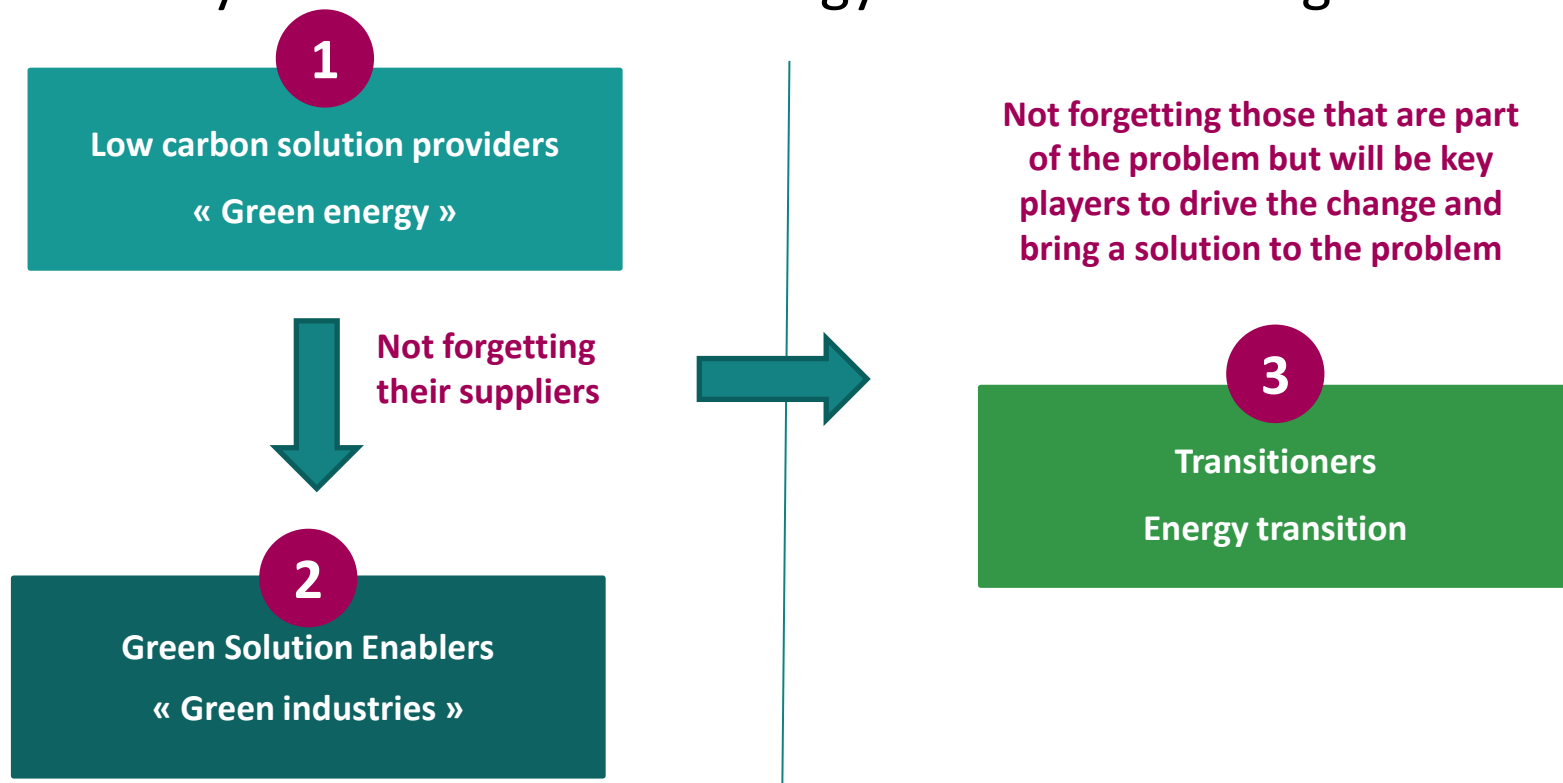 1
Low carbon solution providers
« Green energy »
Not forgetting
their suppliers
2
Green Solution Enablers
« Green industries »
Not forgetting those that are part
of the problem but will be key
players to drive the change and
bring a solution to the problem
3
Transitioners
Energy transition